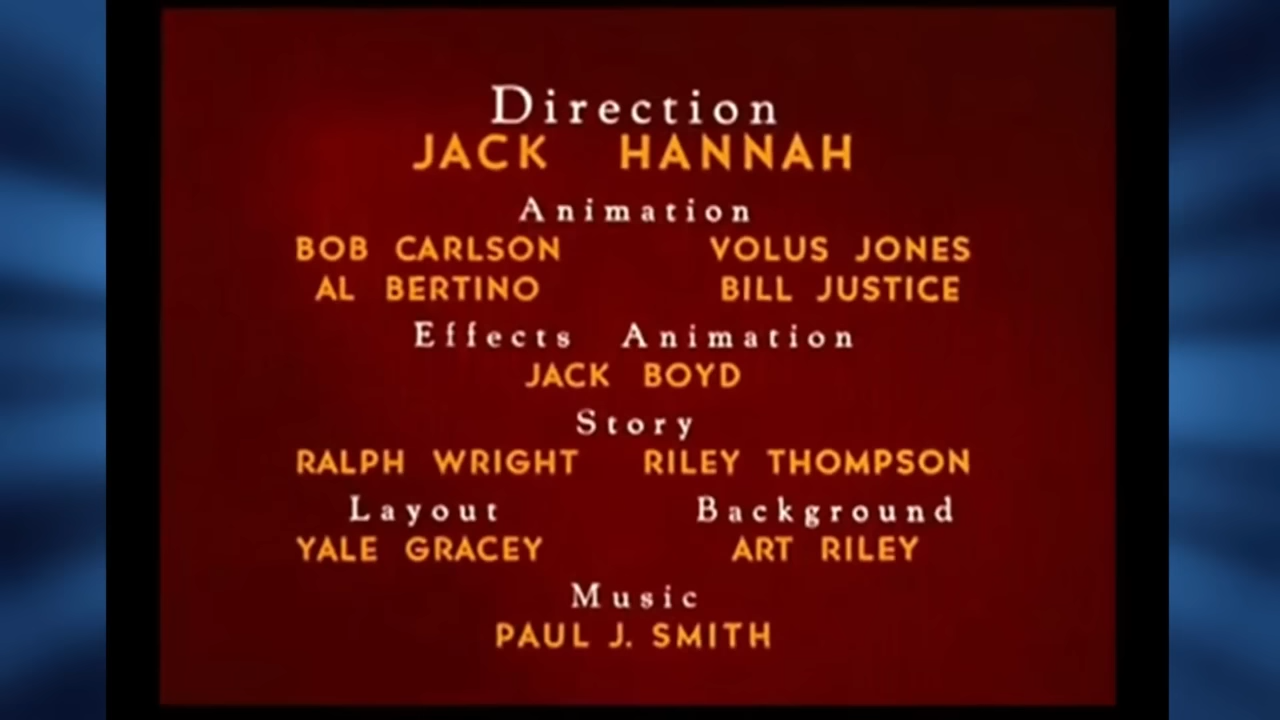 Direction
JACK HANNAH
Animation
BOB CARLSON VOLUS JONES
AL BERTINO BILL JUSTICE
Effects Animation
JACK BOYD
Story
RALPH WRIGHT RILEY THOMPSON
Layout Background
YALE GRACEY ART RILEY
Music
PAUL J. SMITH